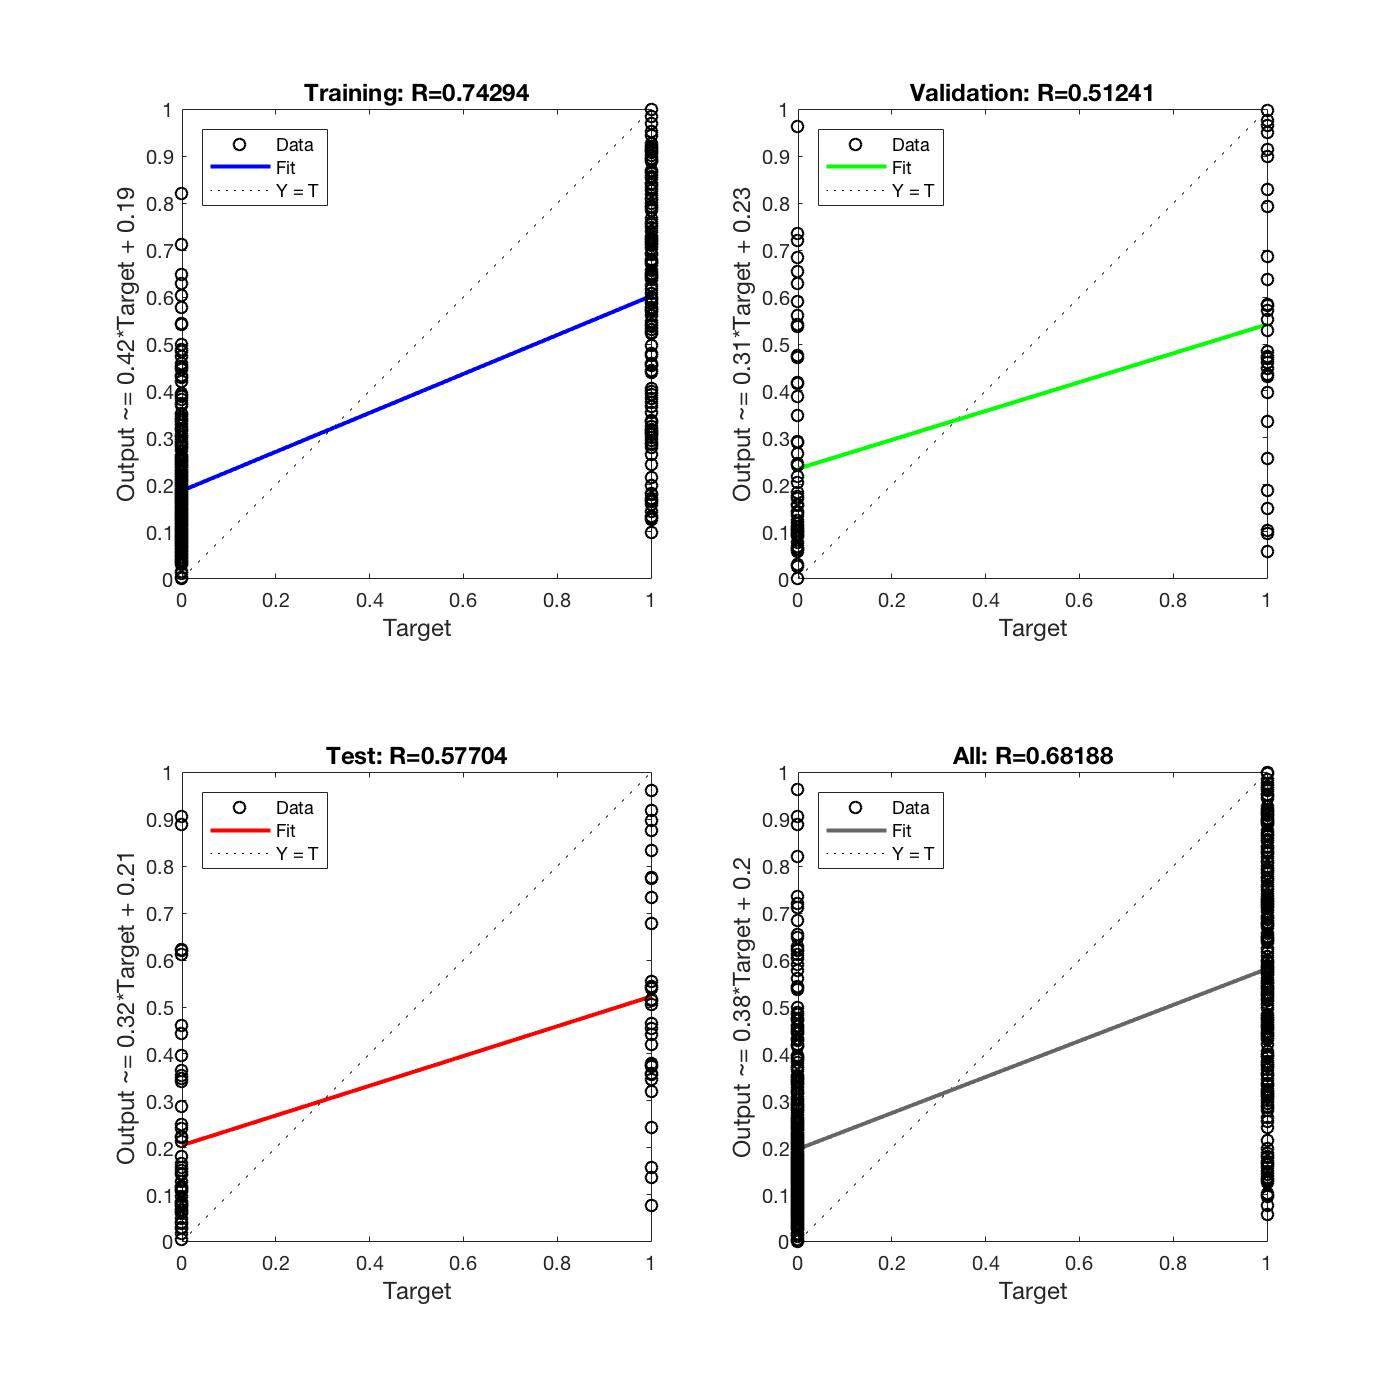 Training: R=0.74294
Output ~= 0.42*Target + 0.19
1
0.9
0.8
0.7
0.6
0.5
0.4
0.3
0.2
0.1
0
Data
Fit
Y = T
0 0.2 0.4 0.6 0.8 1
Target
Validation: R=0.51241
Output ~= 0.31*Target + 0.23
1
0.9
0.8
0.7
0.6
0.5
0.4
0.3
0.2
0.1
0
Data
Fit
Y = T
0 0.2 0.4 0.6 0.8 1
Target
Test: R=0.57704
Output ~= 0.32*Target + 0.21
1
0.9
0.8
0.7
0.6
0.5
0.4
0.3
0.2
0.1
0
Data
Fit
Y = T
0 0.2 0.4 0.6 0.8 1
Target
All: R=0.68188
Output ~= 0.38*Target + 0.2
1
0.9
0.8
0.7
0.6
0.5
0.4
0.3
0.2
0.1
0
Data
Fit
Y = T
0 0.2 0.4 0.6 0.8 1
Target